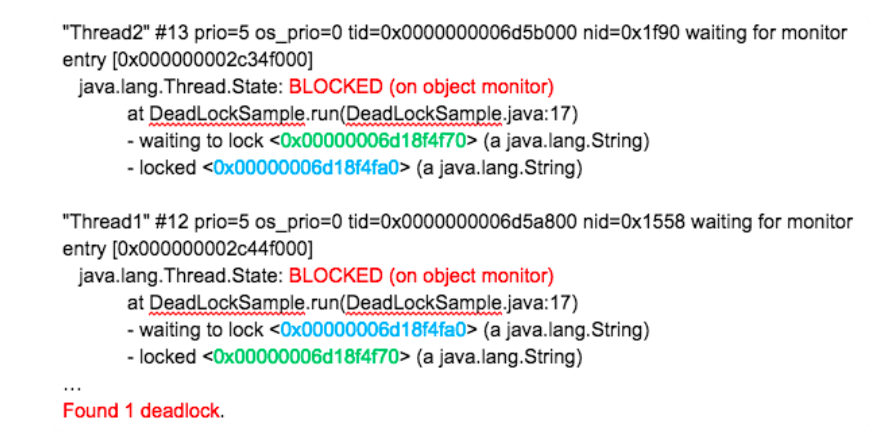 "Thread2" #13 prio=5 os_prio=0 tid=0x0000000006d5b000 nid=0x1f90 waiting for monitor
entry [0x000000002c34f000]
java.lang.Thread.State: BLOCKED (on object monitor)
at DeadLockSample.run(DeadLockSample.java:17)
- waiting to lock <0x00000006d18f4f70> (a java.lang.String)
- locked <0x00000006d18f4fa0> (a java.lang.String)
"Thread1" #12 prio=5 os_prio=0 tid=0x0000000006d5a800 nid=0x1558 waiting for monitor
entry [0x000000002c44f000]
java.lang.Thread.State: BLOCKED (on object monitor)
at DeadLockSample.run(DeadLockSample.java:17)
- waiting to lock <0x00000006d18f4fa0> (a java.lang.String)
- locked <0x00000006d18f4f70> (a java.lang.String)
...
Found 1 deadlock.